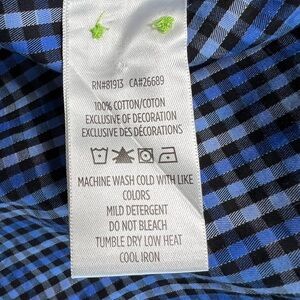 RN#81913 CA#26689
100% COTTON/COTON
EXCLUSIVE OF DECORATION
EXCLUSIVE DES DÉCORATIONS
MACHINE WASH COLD WITH LIKE
COLORS
MILD DETERGENT
DO NOT BLEACH
TUMBLE DRY LOW HEAT
COOL IRON